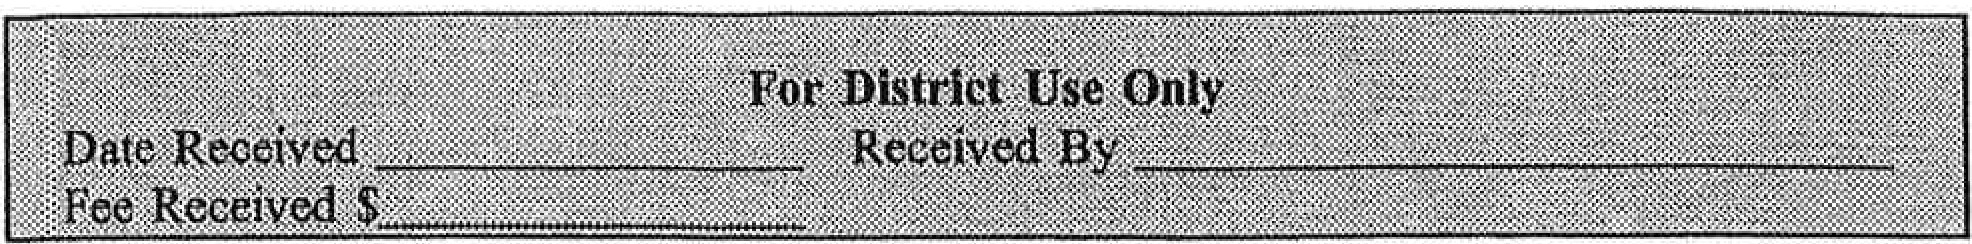 For District Use Only
Date Received Received By
Fee Received $